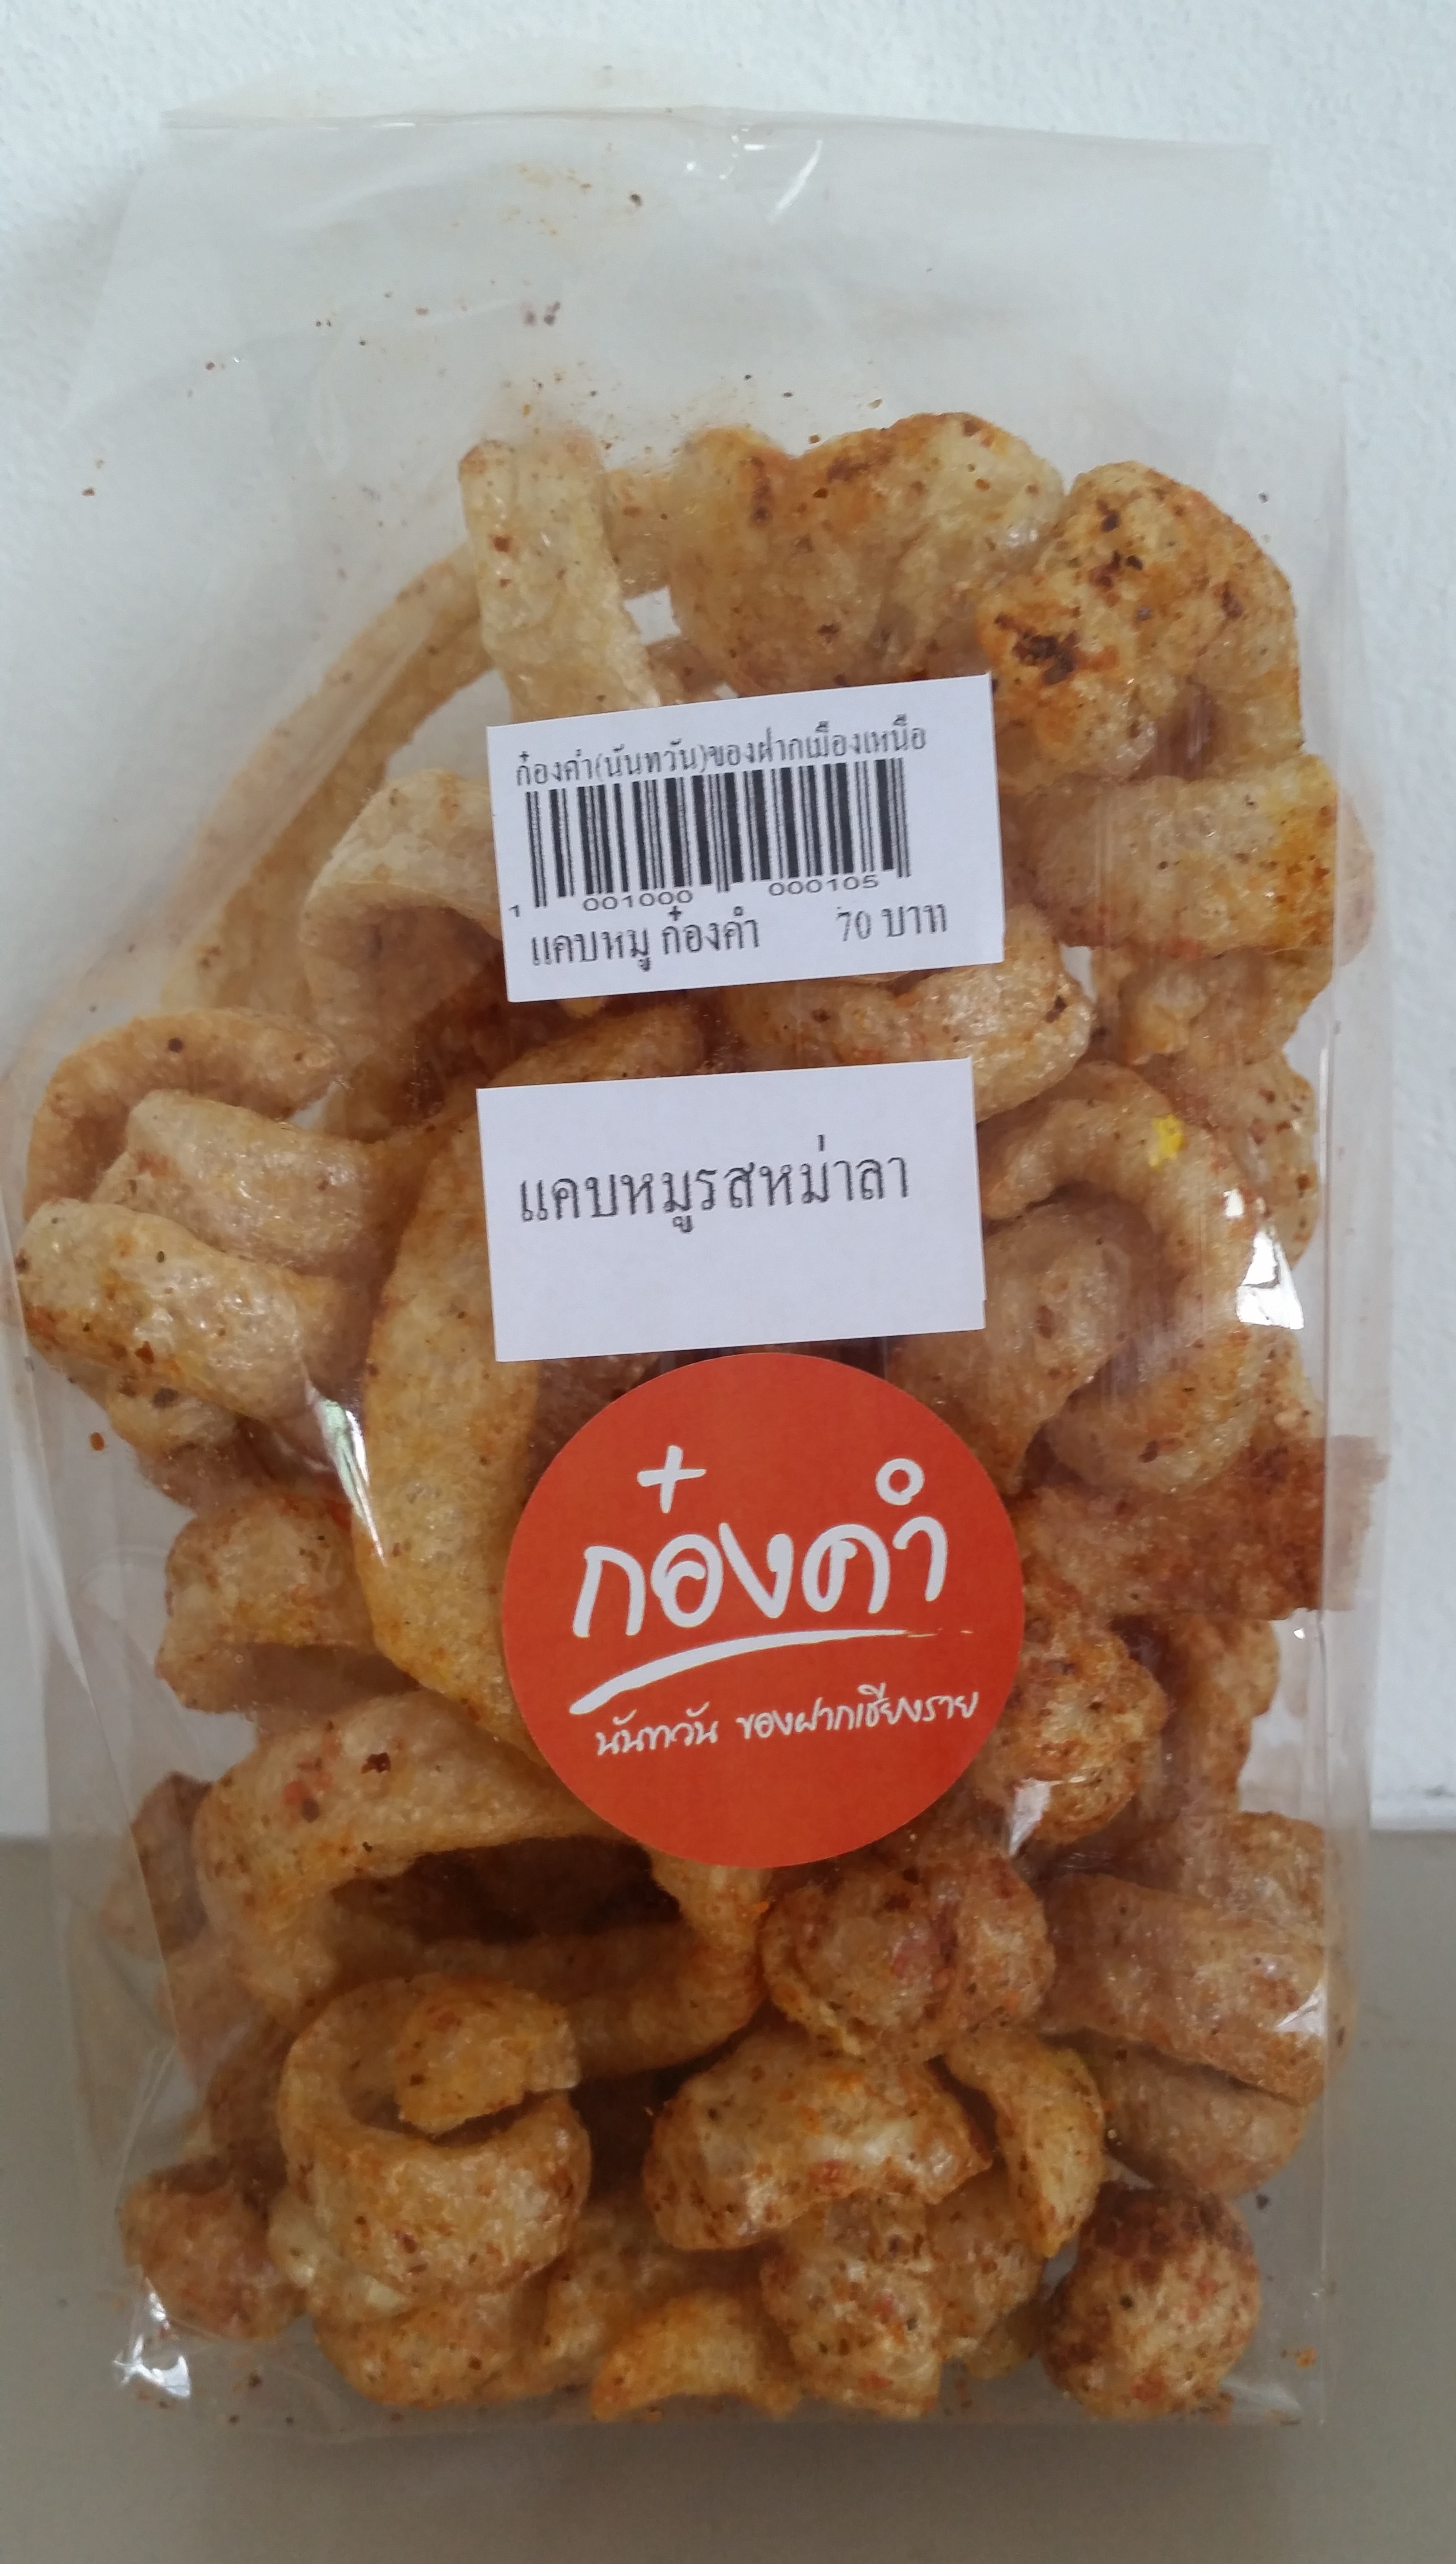 ก๋องคำ(นันทวัน)ของฝากเมืองเหนือ
1 001000 000105
แคบหมู ก๋องคำ 70 บาท
แคบหมูรสหม่าลา
ก๋องคำ
นันทวัน ของฝากเชียงราย